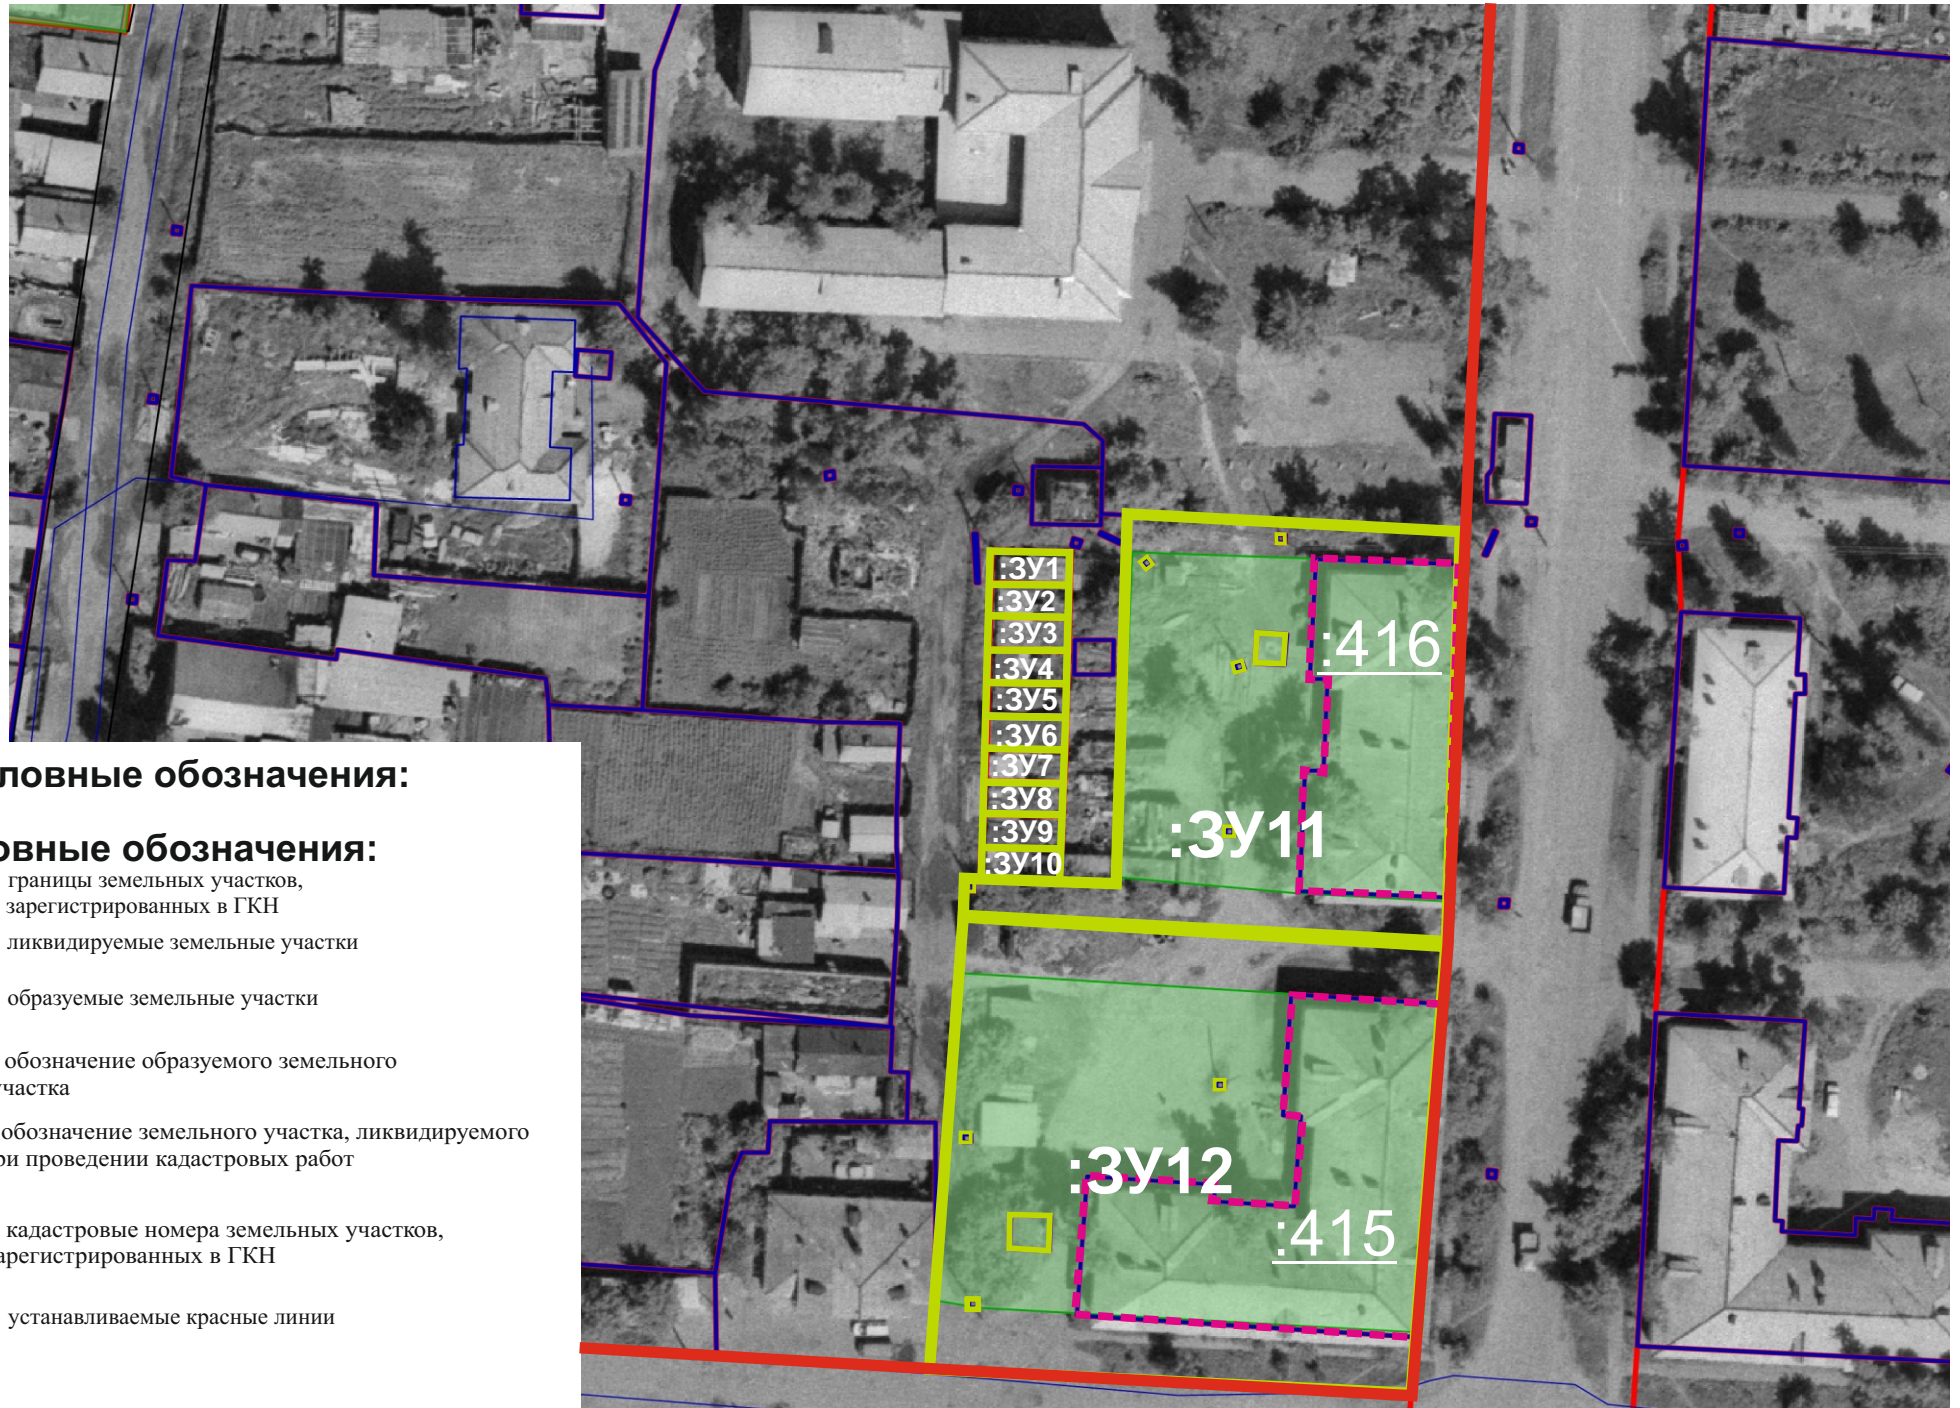 :ЗУ1
:ЗУ2
:ЗУ3
:416
:ЗУ4
:ЗУ5
:ЗУ6
:ЗУ7
:ЗУ8
:ЗУ9
:ЗУ11
:ЗУ10
:ЗУ12
:415
ловные обозначения:
овные обозначения:
границы земельных участков,
зарегистрированных в ГКН
ликвидируемые земельные участки
образуемые земельные участки
обозначение образуемого земельного
участка
обозначение земельного участка, ликвидируемого
ри проведении кадастровых работ
кадастровые номера земельных участков,
арегистрированных в ГКН
устанавливаемые красные линии